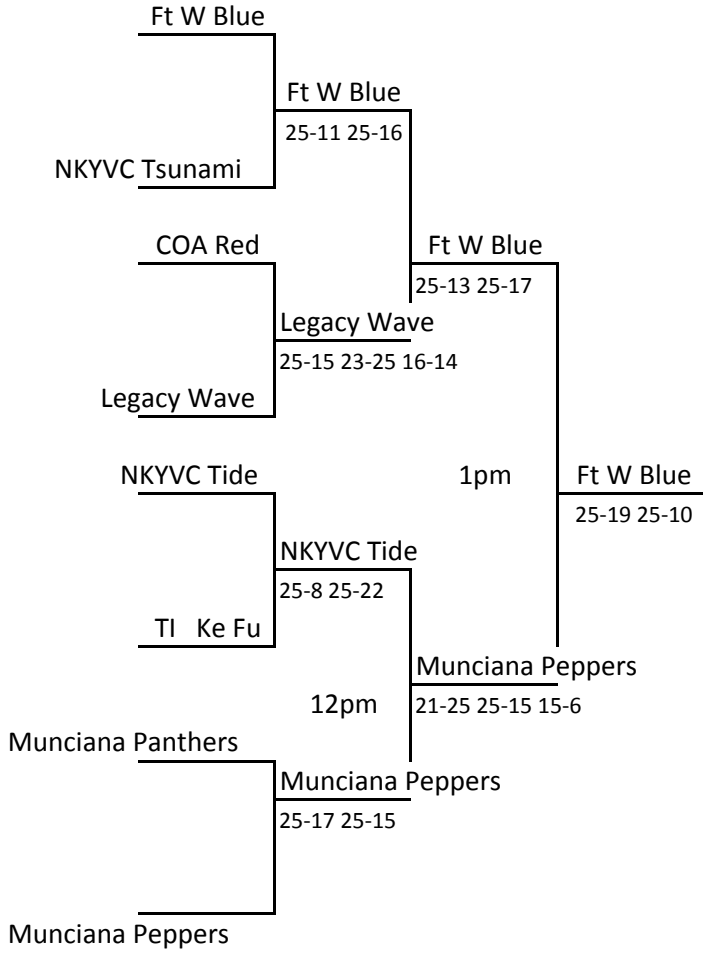 Ft W Blue
Ft W Blue
25-11 25-16
NKYVC Tsunami
COA Red
Ft W Blue
25-13 25-17
Legacy Wave
25-15 23-25 16-14
Legacy Wave
NKYVC Tide
1pm
Ft W Blue
25-19 25-10
NKYVC Tide
25-8 25-22
TI Ke Fu
Munciana Peppers
12pm
21-25 25-15 15-6
Munciana Panthers
Munciana Peppers
25-17 25-15
Munciana Peppers